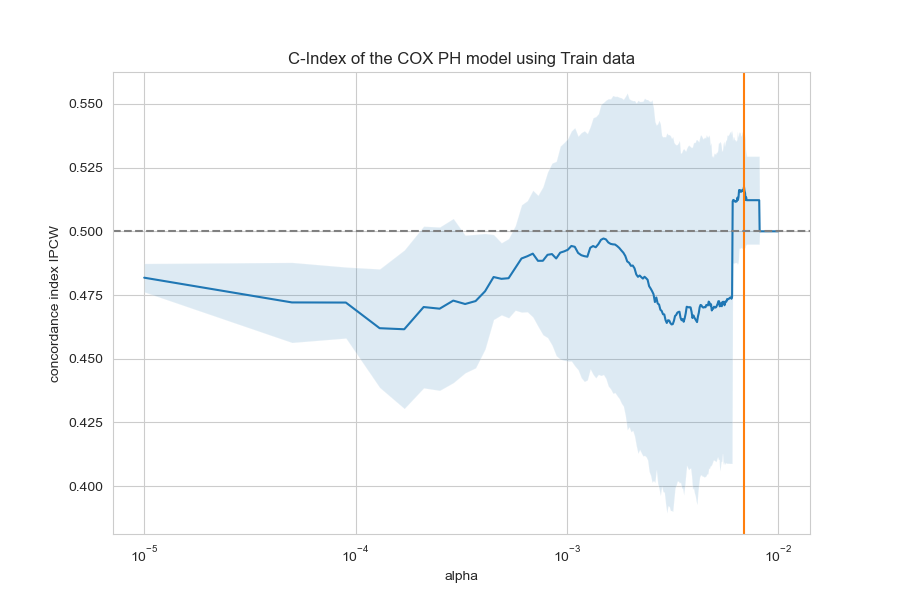 C-Index of the COX PH model using Train data
concordance index IPCW
0.550
0.525
0.500
0.475
0.450
0.425
0.400
10⁻⁵ 10⁻⁴ 10⁻³ 10⁻²
alpha